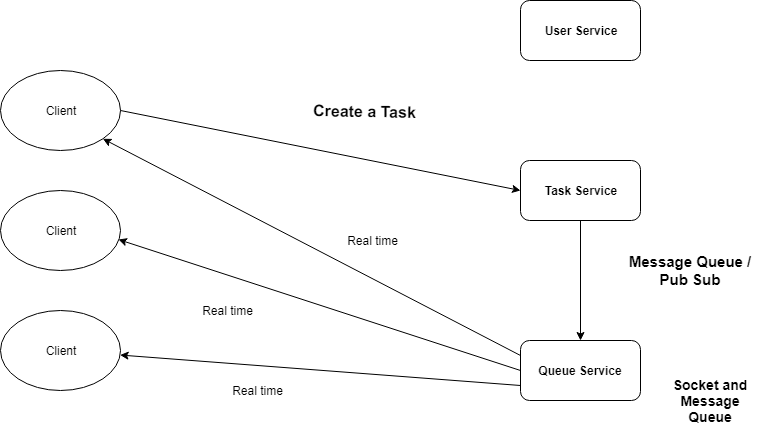 User Service
Client
Create a Task
Task Service
Client
Real time
Message Queue /
Pub Sub
Real time
Client
Queue Service
Real time
Socket and
Message
Queue